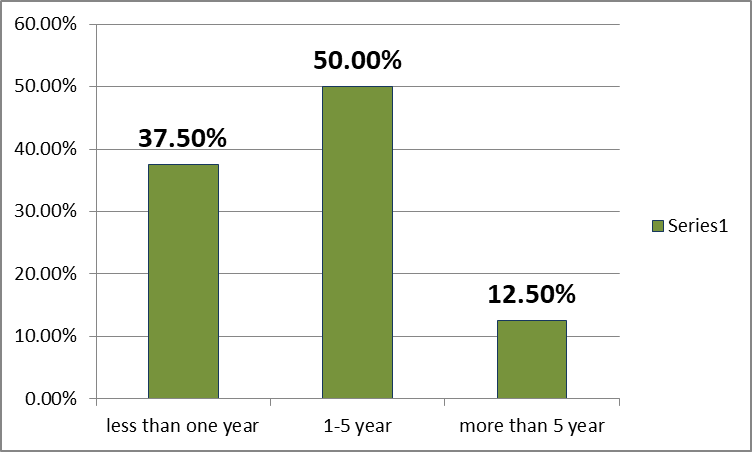 60.00%
50.00%
40.00%
30.00%
20.00%
10.00%
0.00%
37.50%
50.00%
12.50%
less than one year
1-5 year
more than 5 year
Series1